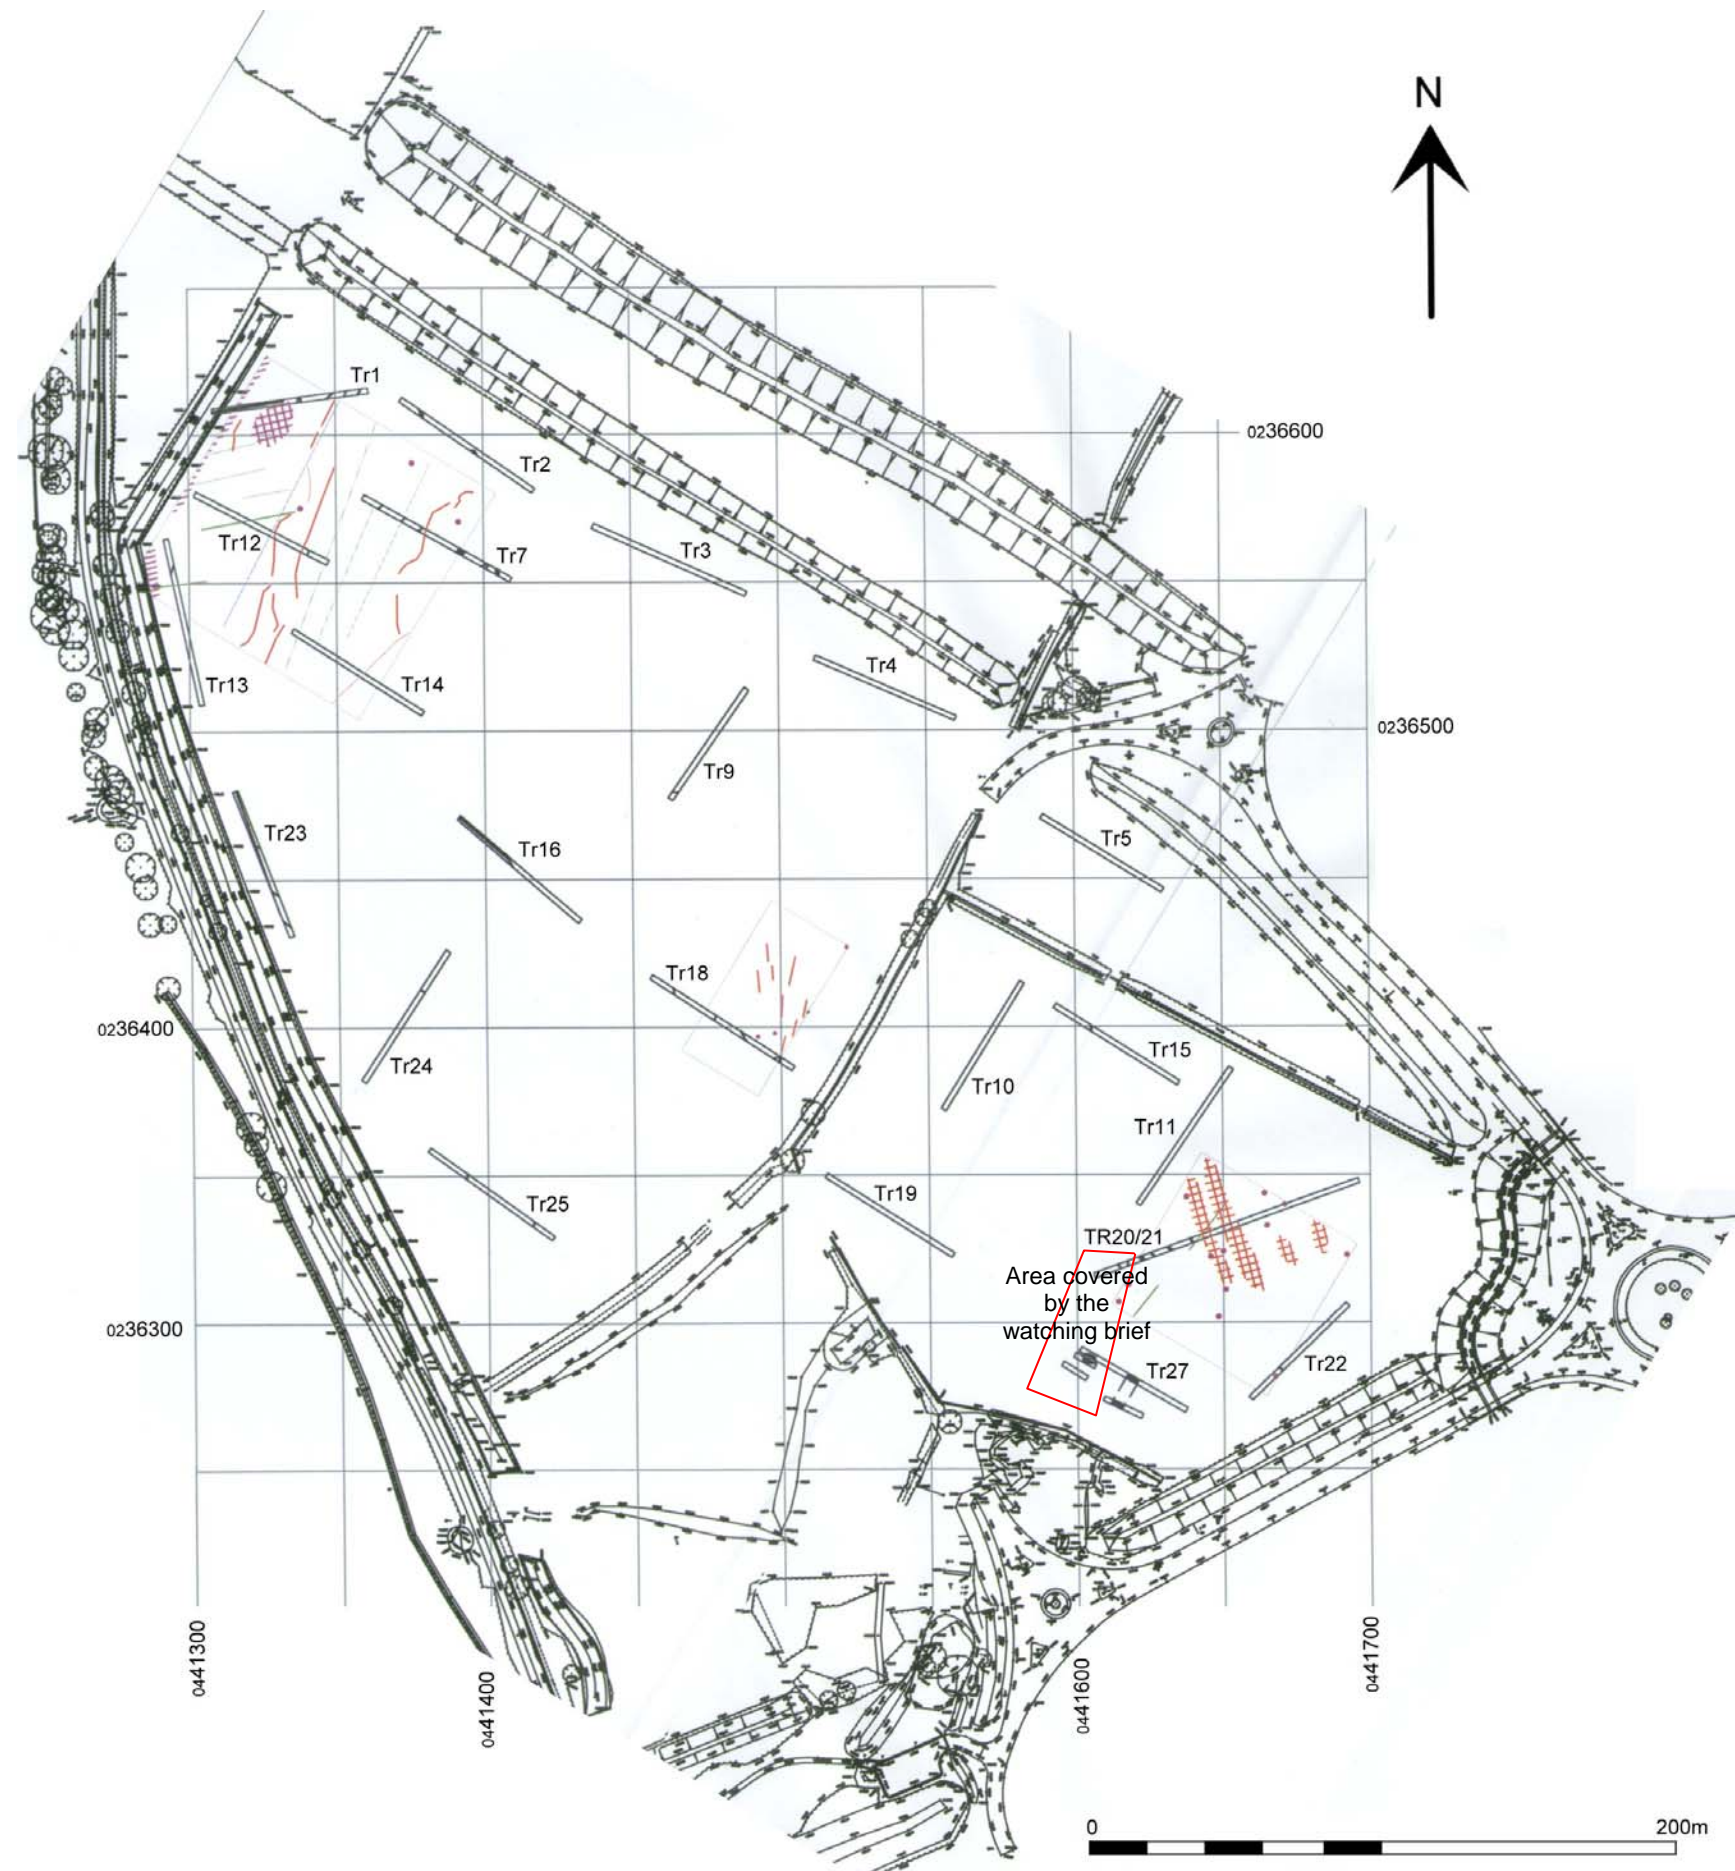 N
Tr1
0236600
Tr2
Tr3
Tr12
Tr7
Tr4
Tr13
Tr14
0236500
Tr9
Tr23
Tr16
Tr5
Tr18
0236400
Tr15
Tr24
Tr10
Tr11
Tr25
Tr19
TR20/21
Area covered
by the
watching brief
0236300
Tr27
Tr22
0441300
0441400
0441600
0441700
0
200m